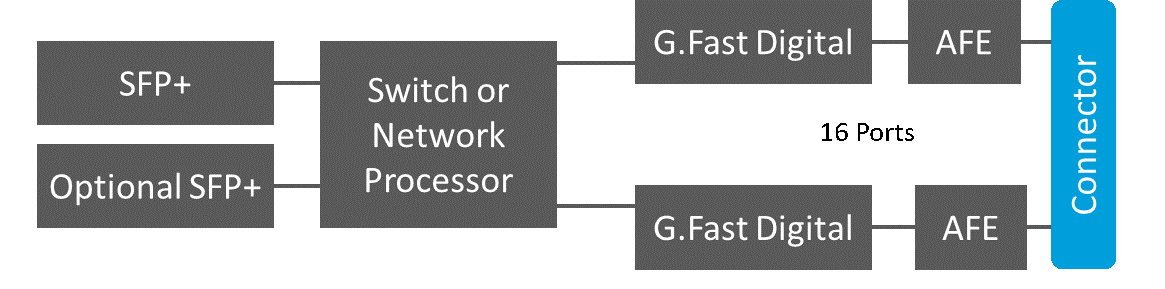 SFP+
Optional SFP+
Switch or
Network
Processor
G.Fast Digital
AFE
16 Ports
G.Fast Digital
AFE
Connector